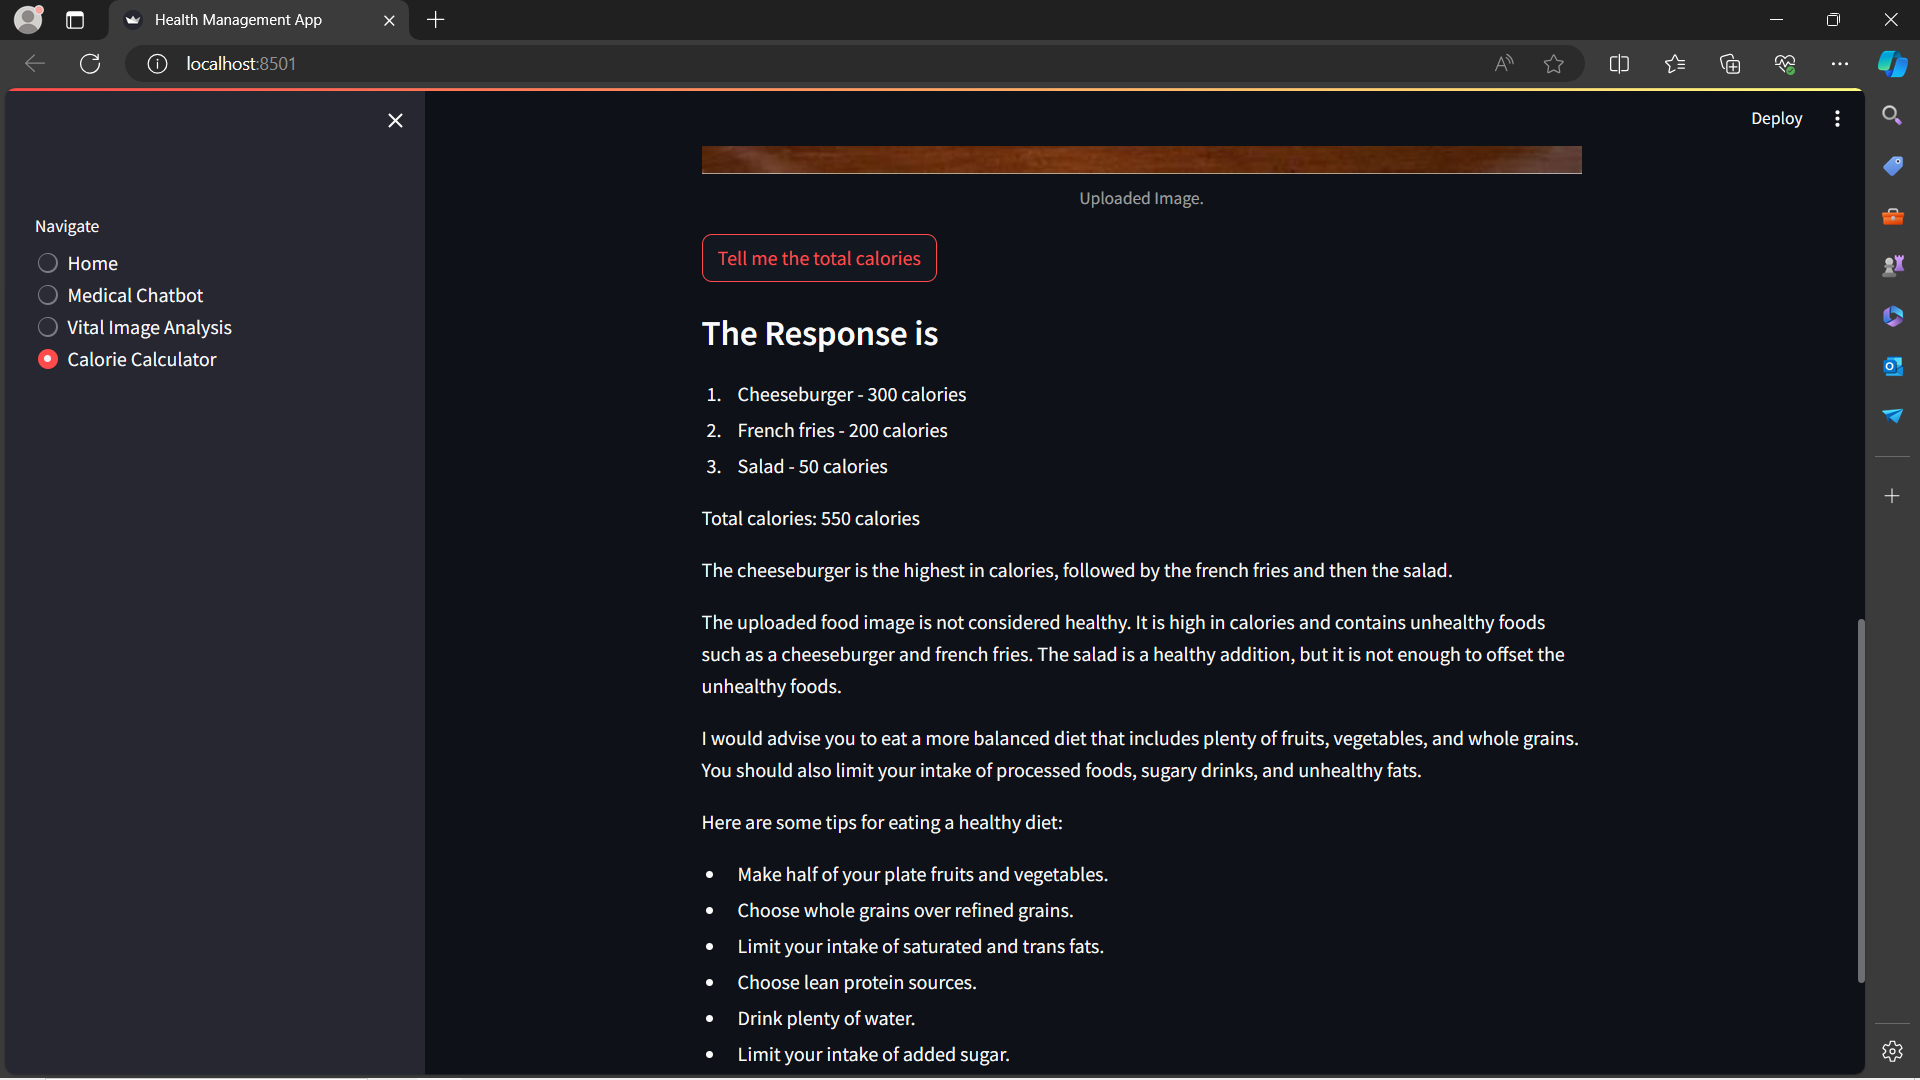 Health Management App
localhost:8501
Deploy
Navigate
Home
Medical Chatbot
Vital Image Analysis
Calorie Calculator
Uploaded Image.
Tell me the total calories
The Response is
1. Cheeseburger - 300 calories
2. French fries - 200 calories
3. Salad - 50 calories
Total calories: 550 calories
The cheeseburger is the highest in calories, followed by the french fries and then the salad.
The uploaded food image is not considered healthy. It is high in calories and contains unhealthy foods
such as a cheeseburger and french fries. The salad is a healthy addition, but it is not enough to offset the
unhealthy foods.
I would advise you to eat a more balanced diet that includes plenty of fruits, vegetables, and whole grains.
You should also limit your intake of processed foods, sugary drinks, and unhealthy fats.
Here are some tips for eating a healthy diet:
• Make half of your plate fruits and vegetables.
• Choose whole grains over refined grains.
• Limit your intake of saturated and trans fats.
• Choose lean protein sources.
• Drink plenty of water.
• Limit your intake of added sugar.